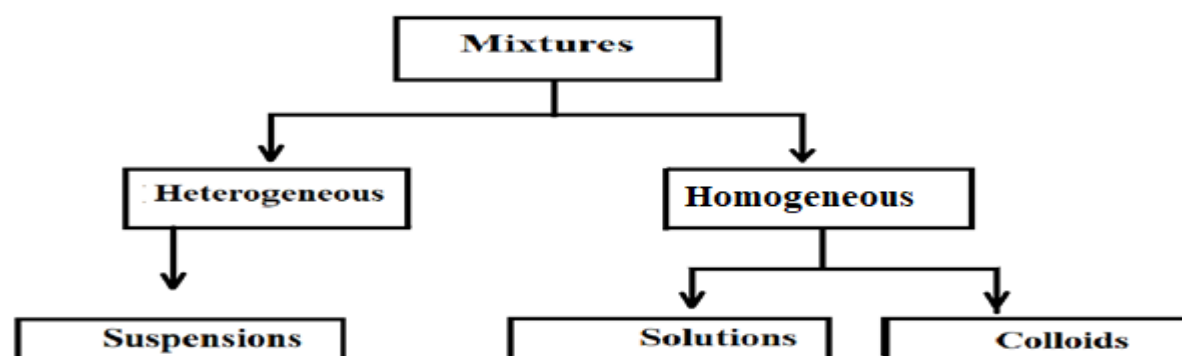 Mixtures
Heterogeneous
Homogeneous
Suspensions
Solutions
Colloids